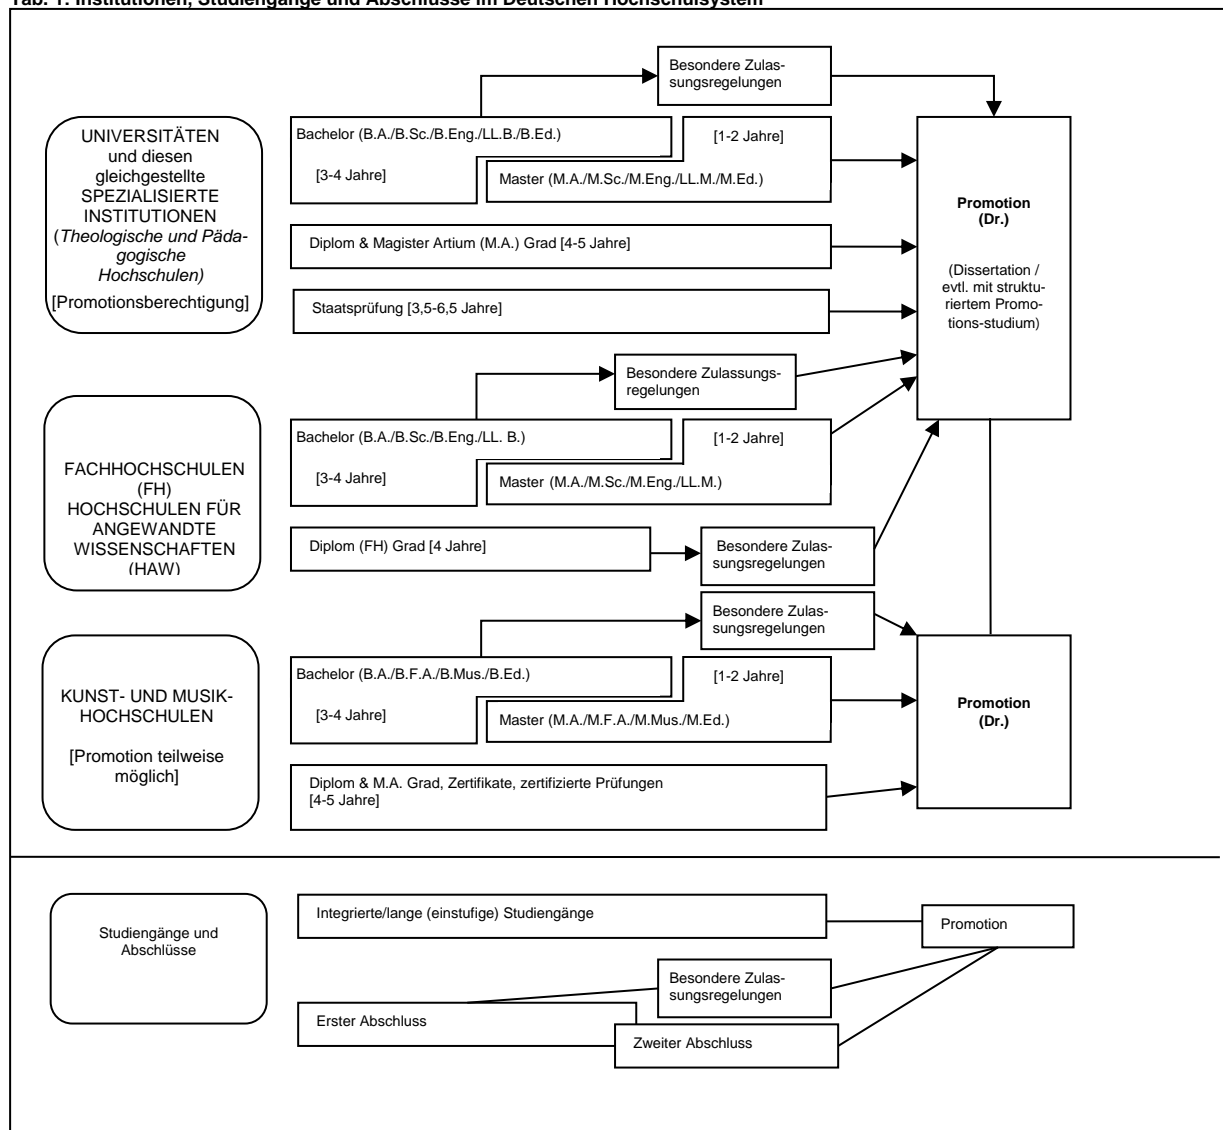 Tab. 1: Institutionen, Studiengänge und Abschlüsse im Deutschen Hochschulsystem
Besondere Zulas-
sungsregelungen
UNIVERSITÄTEN
und diesen
gleichgestellte
SPEZIALISIERTE
INSTITUTIONEN
(Theologische und Päda-
gogische
Hochschulen)
[Promotionsberechtigung]
Bachelor (B.A./B.Sc./B.Eng./LL.B./B.Ed.)
[3-4 Jahre]
[1-2 Jahre]
Master (M.A./M.Sc./M.Eng./LL.M./M.Ed.)
Diplom & Magister Artium (M.A.) Grad [4-5 Jahre]
Staatsprüfung [3,5-6,5 Jahre]
Promotion
(Dr.)
(Dissertation /
evtl. mit struktu-
riertem Promo-
tions-studium)
Besondere Zulassungs-
regelungen
FACHHOCHSCHULEN
(FH)
HOCHSCHULEN FÜR
ANGEWANDTE
WISSENSCHAFTEN
(HAW)
Bachelor (B.A./B.Sc./B.Eng./LL. B.)
[3-4 Jahre]
[1-2 Jahre]
Master (M.A./M.Sc./M.Eng./LL.M.)
Diplom (FH) Grad [4 Jahre]
Besondere Zulas-
sungsregelungen
Besondere Zulas-
sungsregelungen
KUNST- UND MUSIK-
HOCHSCHULEN
[Promotion teilweise
möglich]
Bachelor (B.A./B.F.A./B.Mus./B.Ed.)
[3-4 Jahre]
[1-2 Jahre]
Master (M.A./M.F.A./M.Mus./M.Ed.)
Diplom & M.A. Grad, Zertifikate, zertifizierte Prüfungen
[4-5 Jahre]
Promotion
(Dr.)
Studiengänge und
Abschlüsse
Integrierte/lange (einstufige) Studiengänge
Promotion
Besondere Zulas-
sungsregelungen
Erster Abschluss
Zweiter Abschluss